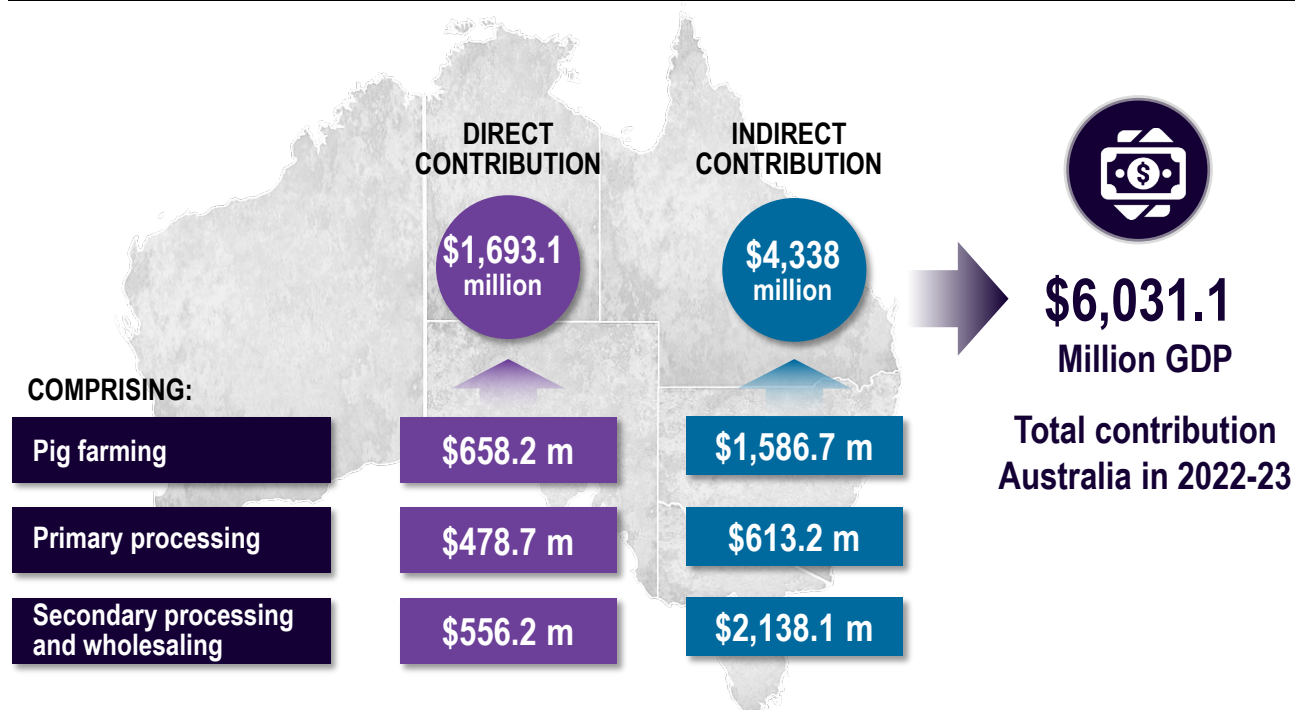 DIRECT
CONTRIBUTION
INDIRECT
CONTRIBUTION
$1,693.1
million
$4,338
million
$
$6,031.1
Million GDP
Total contribution
Australia in 2022-23
COMPRISING:
Pig farming
$658.2 m
$1,586.7 m
Primary processing
$478.7 m
$613.2 m
Secondary processing
and wholesaling
$556.2 m
$2,138.1 m